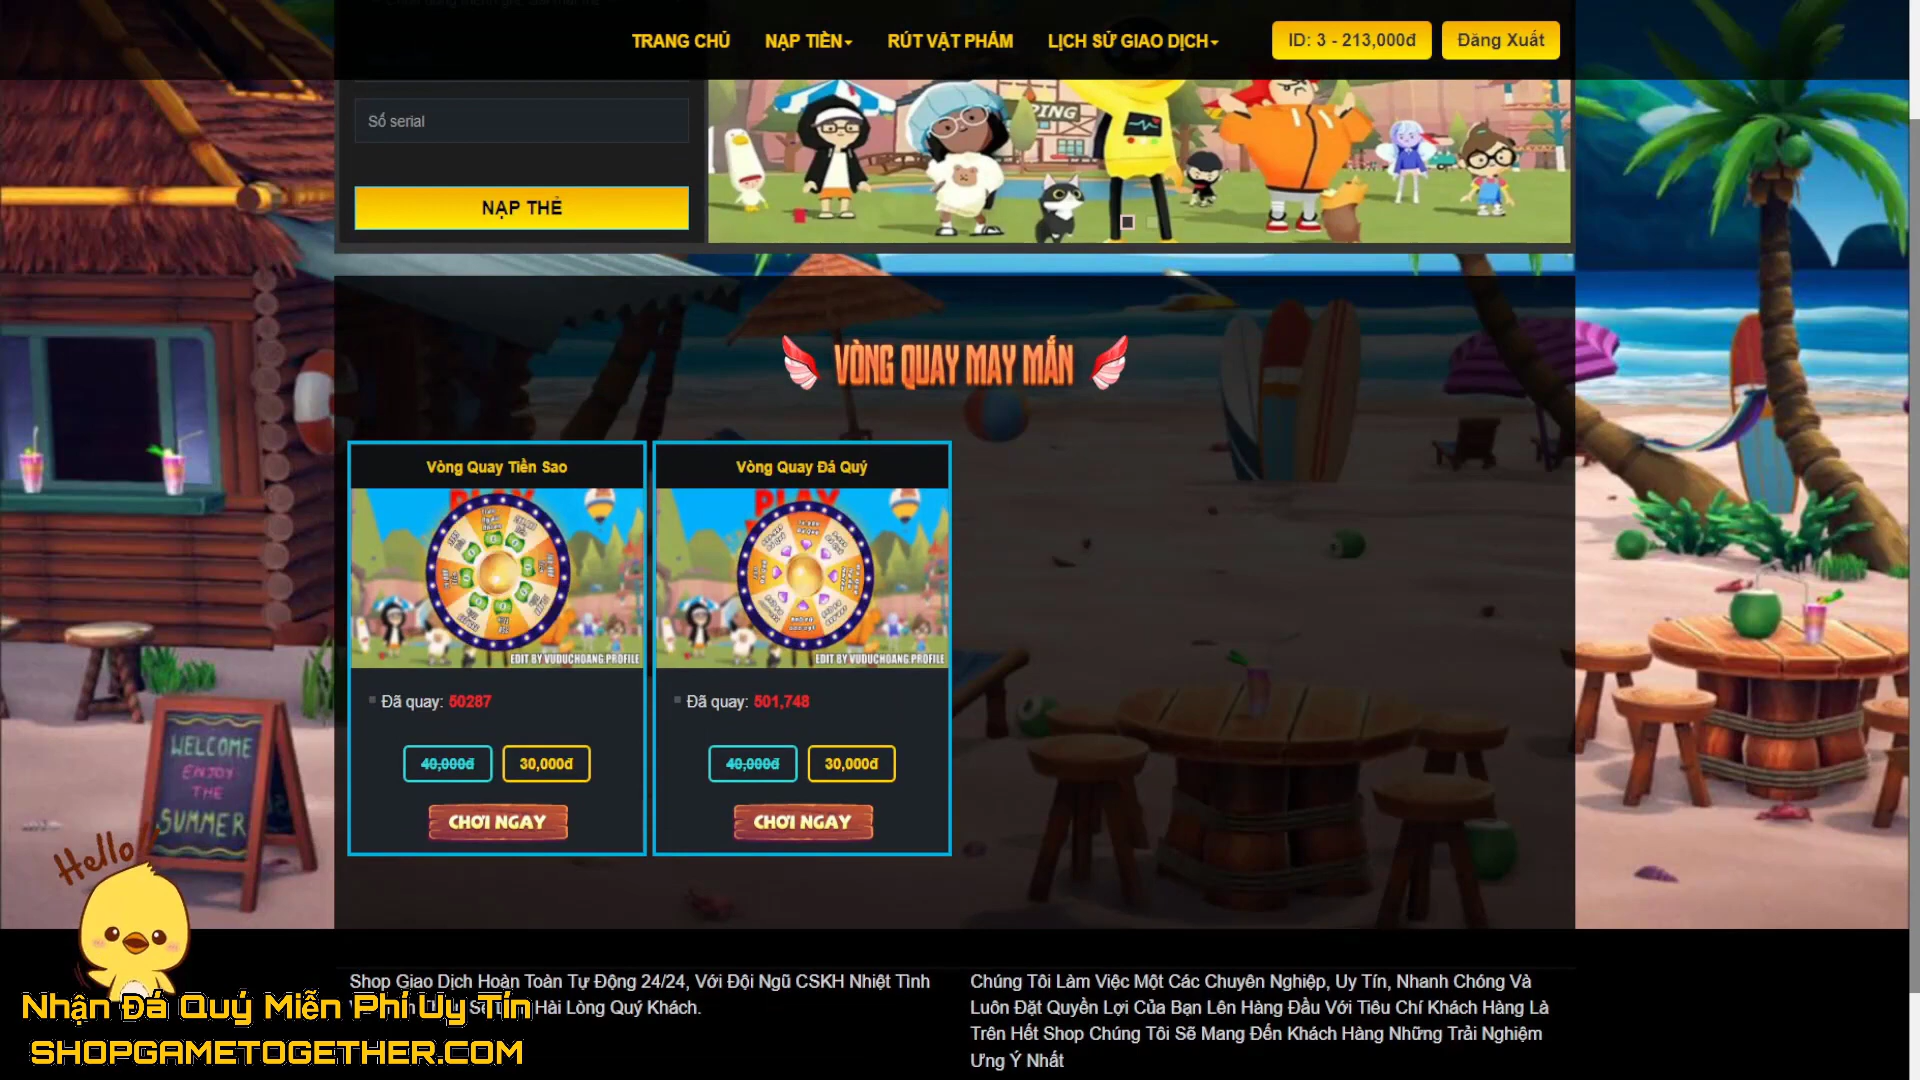 TRANG CHỦ
NẠP TIỀN
RÚT VẬT PHẨM
LỊCH SỬ GIAO DỊCH
ID: 3 - 213,000đ
Đăng Xuất
Số serial
NẠP THẺ
VÒNG QUAY MAY MẮN
Vòng Quay Tiền Sao
Vòng Quay Đá Quý
PLAY
PLAY
EDIT BY VUDUCHOANG.PROFILE
EDIT BY VUDUCHOANG.PROFILE
Đã quay: 50287
Đã quay: 501,748
40,000đ
30,000đ
40,000đ
30,000đ
CHƠI NGAY
CHƠI NGAY
WELCOME
ENJOY
THE
SUMMER
Hello
Shop Giao Dịch Hoàn Toàn Tự Động 24/24, Với Đội Ngũ CSKH Nhiệt Tình
Hài Lòng Quý Khách.
Chúng Tôi Làm Việc Một Các Chuyên Nghiệp, Uy Tín, Nhanh Chóng Và
Luôn Đặt Quyền Lợi Của Bạn Lên Hàng Đầu Với Tiêu Chí Khách Hàng Là
Trên Hết Shop Chúng Tôi Sẽ Mang Đến Khách Hàng Những Trải Nghiệm
Ưng Ý Nhất
Nhận Đá Quý Miễn Phí Uy Tín
SHOPGAMETOGETHER.COM